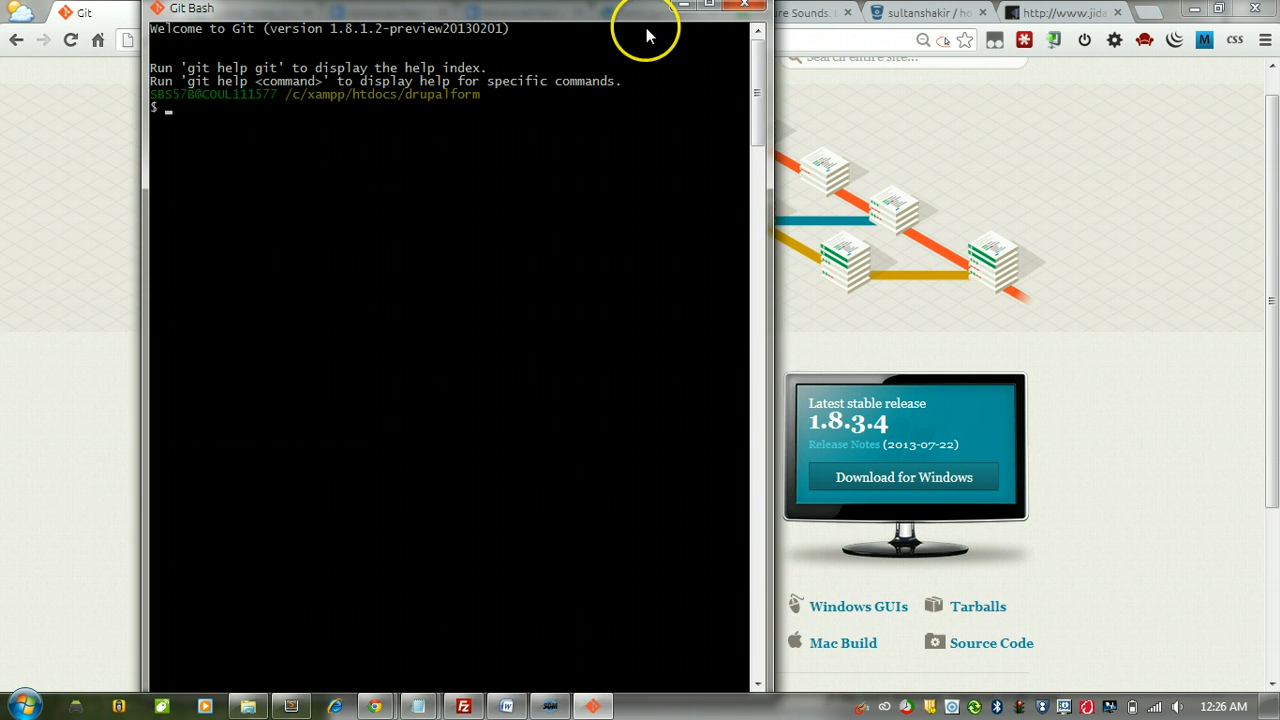 Git
Git Bash
re Sounds.
sultanshakir / ho
http://www.jida
Search entire site...
css
Welcome to Git (version 1.8.1.2-preview20130201)
Run 'git help git' to display the help index.
Run 'git help <command>' to display help for specific commands.
SBS57B@COUL111577 /c/xampp/htdocs/drupalform
$
Latest stable release
1.8.3.4
Release Notes (2013-07-22)
Download for Windows
Windows GUIs
Tarballs
Mac Build
Source Code
12:26 AM